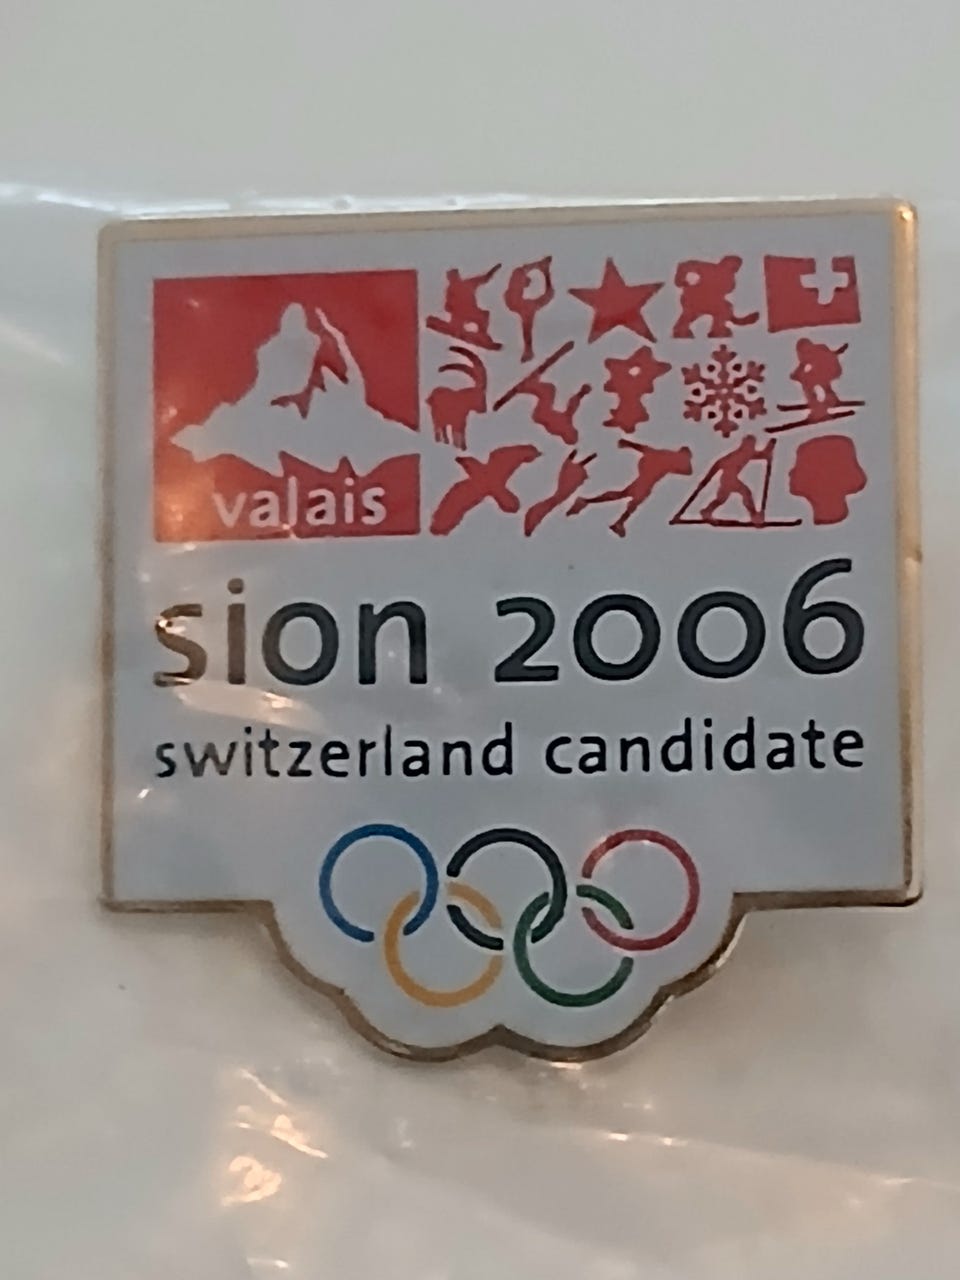 valais
sion 2006
switzerland candidate